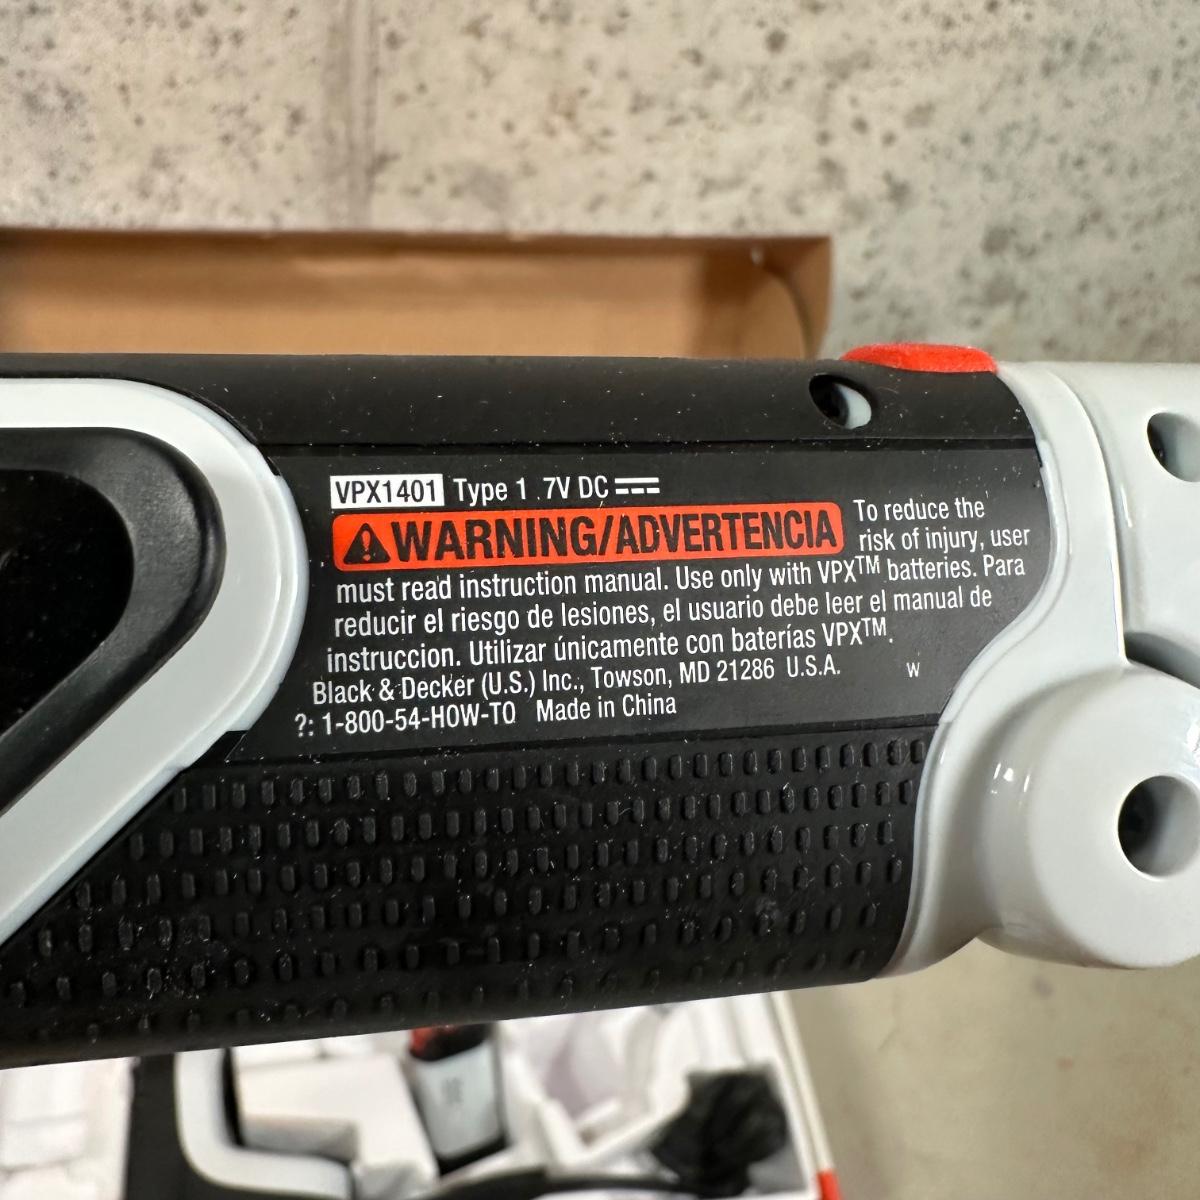 VPX1401 Type 1 7V DC
WARNING/ADVERTENCIA To reduce the
risk of injury, user
must read instruction manual. Use only with VPX™ batteries. Para
reducir el riesgo de lesiones, el usuario debe leer el manual de
instruccion. Utilizar únicamente con baterías VPX™.
Black & Decker (U.S.) Inc., Towson, MD 21286 U.S.A. W
?: 1-800-54-HOW-TO Made in China